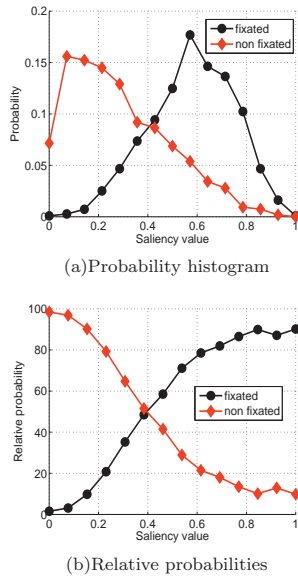 0.2
0.15
0.1
0.05
0
Probability
fixated
non fixated
0 0.2 0.4 0.6 0.8 1
Saliency value
(a)Probability histogram
100
80
60
40
20
0
Relative probability
fixated
non fixated
0 0.2 0.4 0.6 0.8 1
Saliency value
(b)Relative probabilities